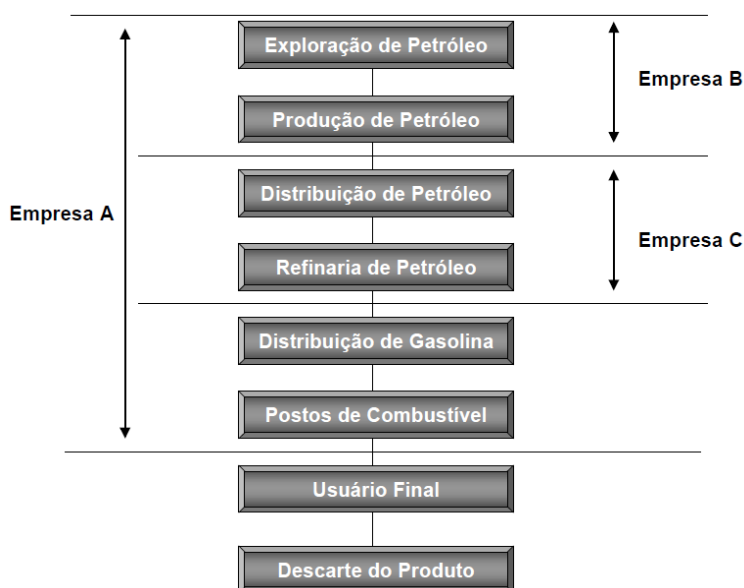 Exploração de Petróleo
Empresa B
Produção de Petróleo
Distribuição de Petróleo
Empresa A
Empresa C
Refinaria de Petróleo
Distribuição de Gasolina
Postos de Combustível
Usuário Final
Descarte do Produto